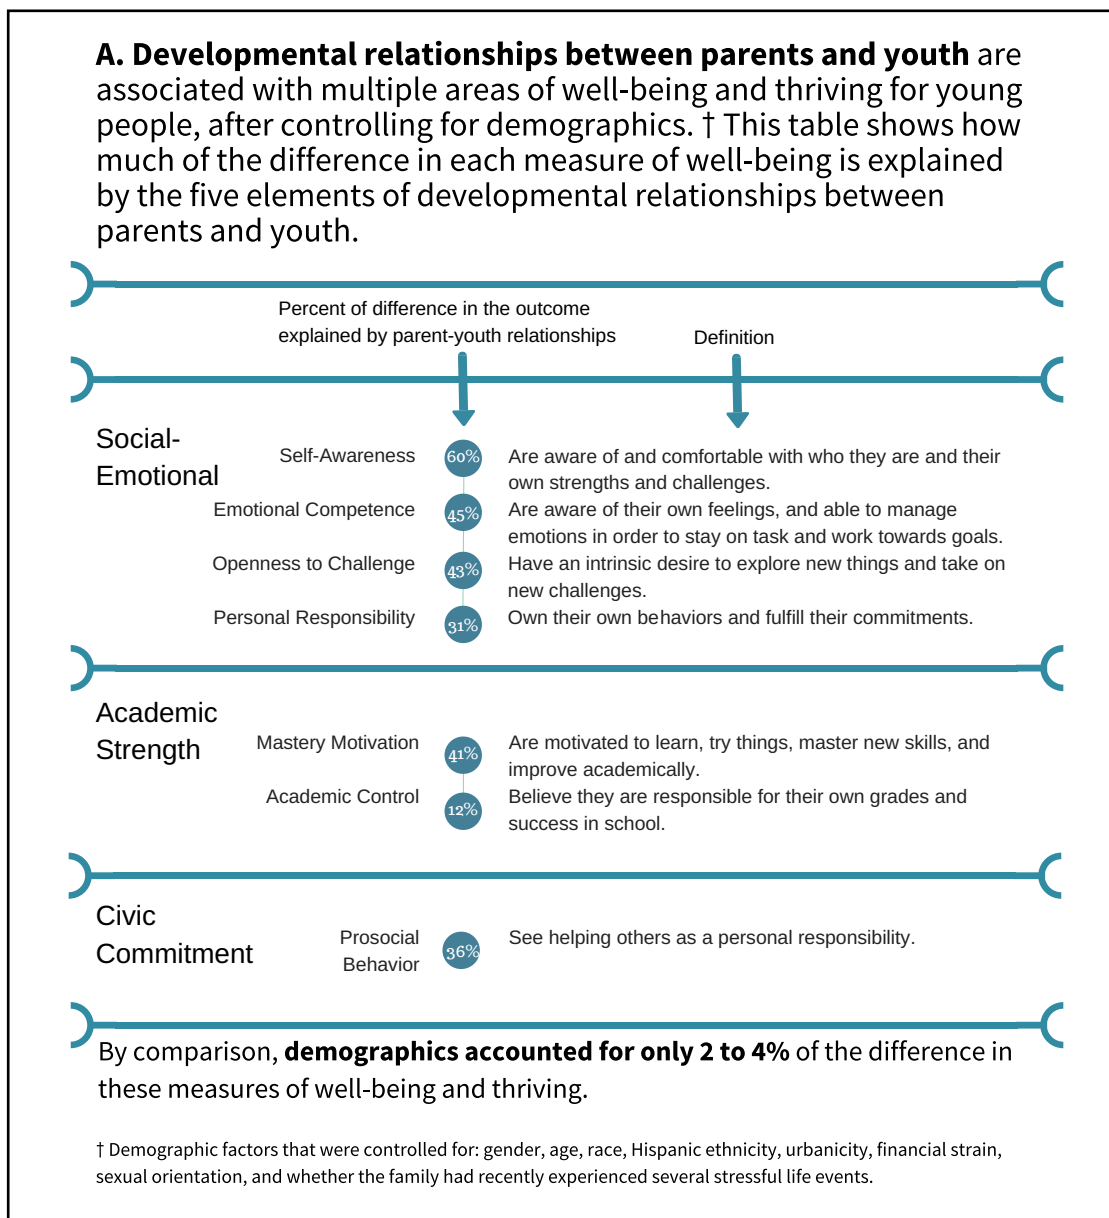 A. Developmental relationships between parents and youth are
associated with multiple areas of well-being and thriving for young
people, after controlling for demographics. † This table shows how
much of the difference in each measure of well-being is explained
by the five elements of developmental relationships between
parents and youth.
Percent of difference in the outcome
explained by parent-youth relationships
Definition
Social-
Emotional
Self-Awareness
60%
Are aware of and comfortable with who they are and their
own strengths and challenges.
Emotional Competence
45%
Are aware of their own feelings, and able to manage
emotions in order to stay on task and work towards goals.
Openness to Challenge
43%
Have an intrinsic desire to explore new things and take on
new challenges.
Personal Responsibility
31%
Own their own behaviors and fulfill their commitments.
Academic
Strength
Mastery Motivation
41%
Are motivated to learn, try things, master new skills, and
improve academically.
Academic Control
12%
Believe they are responsible for their own grades and
success in school.
Civic
Commitment
Prosocial
Behavior
36%
See helping others as a personal responsibility.
By comparison, demographics accounted for only 2 to 4% of the difference in
these measures of well-being and thriving.
† Demographic factors that were controlled for: gender, age, race, Hispanic ethnicity, urbanicity, financial strain,
sexual orientation, and whether the family had recently experienced several stressful life events.